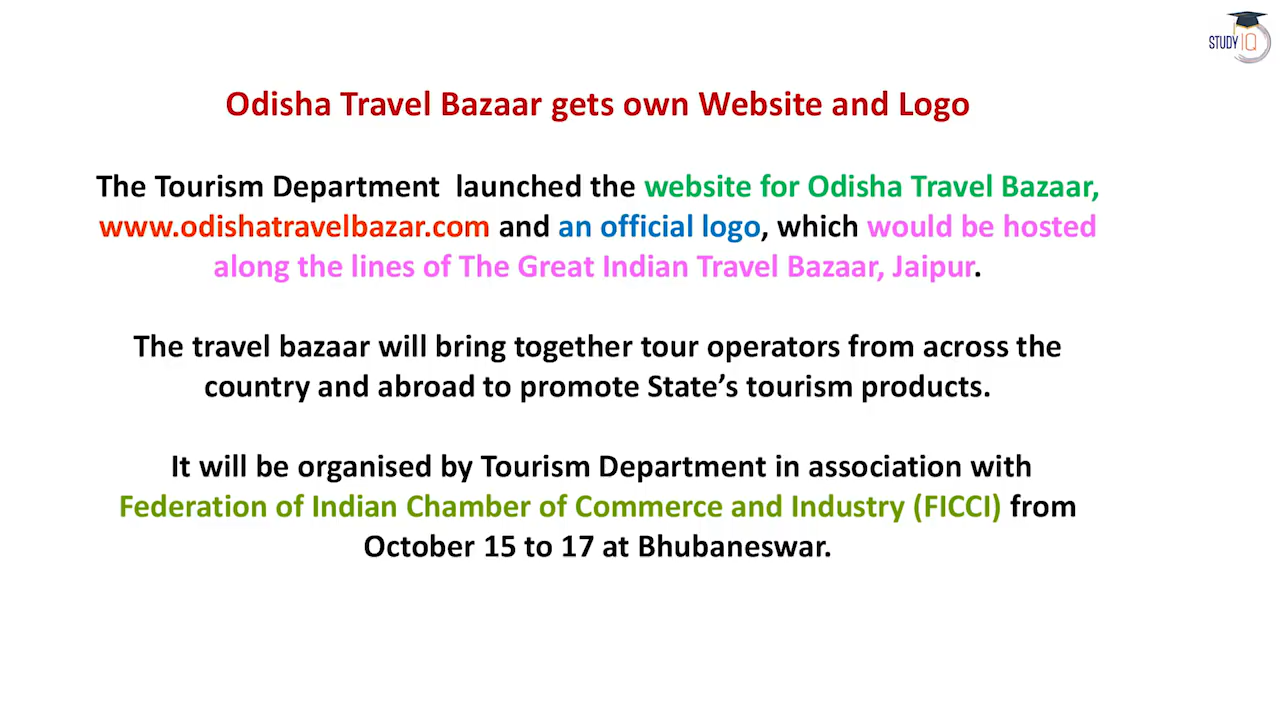 STUDY IQ
Odisha Travel Bazaar gets own Website and Logo
The Tourism Department launched the website for Odisha Travel Bazaar,
www.odishatravelbazar.com and an official logo, which would be hosted
along the lines of The Great Indian Travel Bazaar, Jaipur.
The travel bazaar will bring together tour operators from across the
country and abroad to promote State’s tourism products.
It will be organised by Tourism Department in association with
Federation of Indian Chamber of Commerce and Industry (FICCI) from
October 15 to 17 at Bhubaneswar.